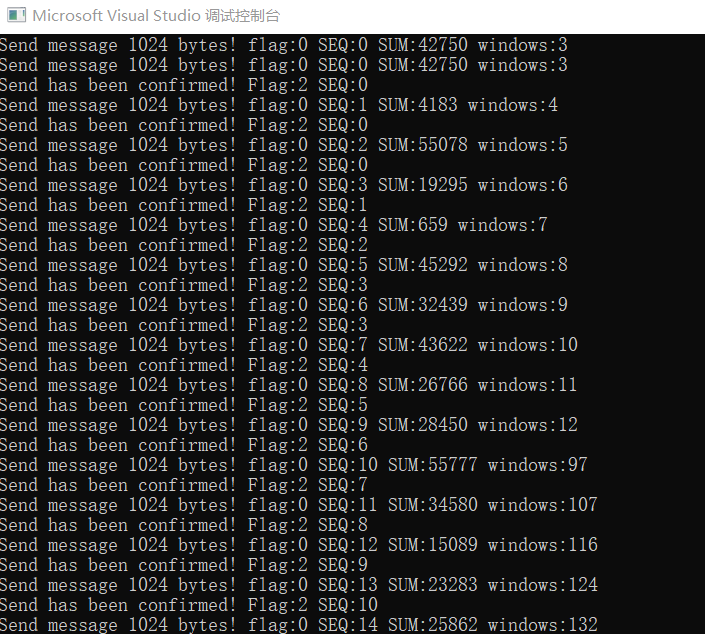 Microsoft Visual Studio 调试控制台
Send message 1024 bytes! flag:0 SEQ:0 SUM:42750 windows:3
Send message 1024 bytes! flag:0 SEQ:0 SUM:42750 windows:3
Send has been confirmed! Flag:2 SEQ:0
Send message 1024 bytes! flag:0 SEQ:1 SUM:4183 windows:4
Send has been confirmed! Flag:2 SEQ:0
Send message 1024 bytes! flag:0 SEQ:2 SUM:55078 windows:5
Send has been confirmed! Flag:2 SEQ:0
Send message 1024 bytes! flag:0 SEQ:3 SUM:19295 windows:6
Send has been confirmed! Flag:2 SEQ:1
Send message 1024 bytes! flag:0 SEQ:4 SUM:659 windows:7
Send has been confirmed! Flag:2 SEQ:2
Send message 1024 bytes! flag:0 SEQ:5 SUM:45292 windows:8
Send has been confirmed! Flag:2 SEQ:3
Send message 1024 bytes! flag:0 SEQ:6 SUM:32439 windows:9
Send has been confirmed! Flag:2 SEQ:3
Send message 1024 bytes! flag:0 SEQ:7 SUM:43622 windows:10
Send has been confirmed! Flag:2 SEQ:4
Send message 1024 bytes! flag:0 SEQ:8 SUM:26766 windows:11
Send has been confirmed! Flag:2 SEQ:5
Send message 1024 bytes! flag:0 SEQ:9 SUM:28450 windows:12
Send has been confirmed! Flag:2 SEQ:6
Send message 1024 bytes! flag:0 SEQ:10 SUM:55777 windows:97
Send has been confirmed! Flag:2 SEQ:7
Send message 1024 bytes! flag:0 SEQ:11 SUM:34580 windows:107
Send has been confirmed! Flag:2 SEQ:8
Send message 1024 bytes! flag:0 SEQ:12 SUM:15089 windows:116
Send has been confirmed! Flag:2 SEQ:9
Send message 1024 bytes! flag:0 SEQ:13 SUM:23283 windows:124
Send has been confirmed! Flag:2 SEQ:10
Send message 1024 bytes! flag:0 SEQ:14 SUM:25862 windows:132